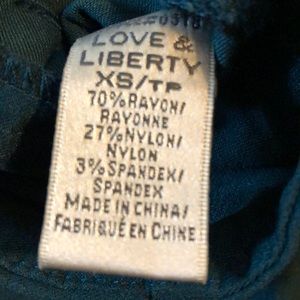 LOVE &
LIBERTY
XS/TP
70% RAYON/
RAYONNE
27% NYLON/
NYLON
3% SPANDEX/
SPANDEX
MADE IN CHINA/
FABRIQUÉ EN CHINE